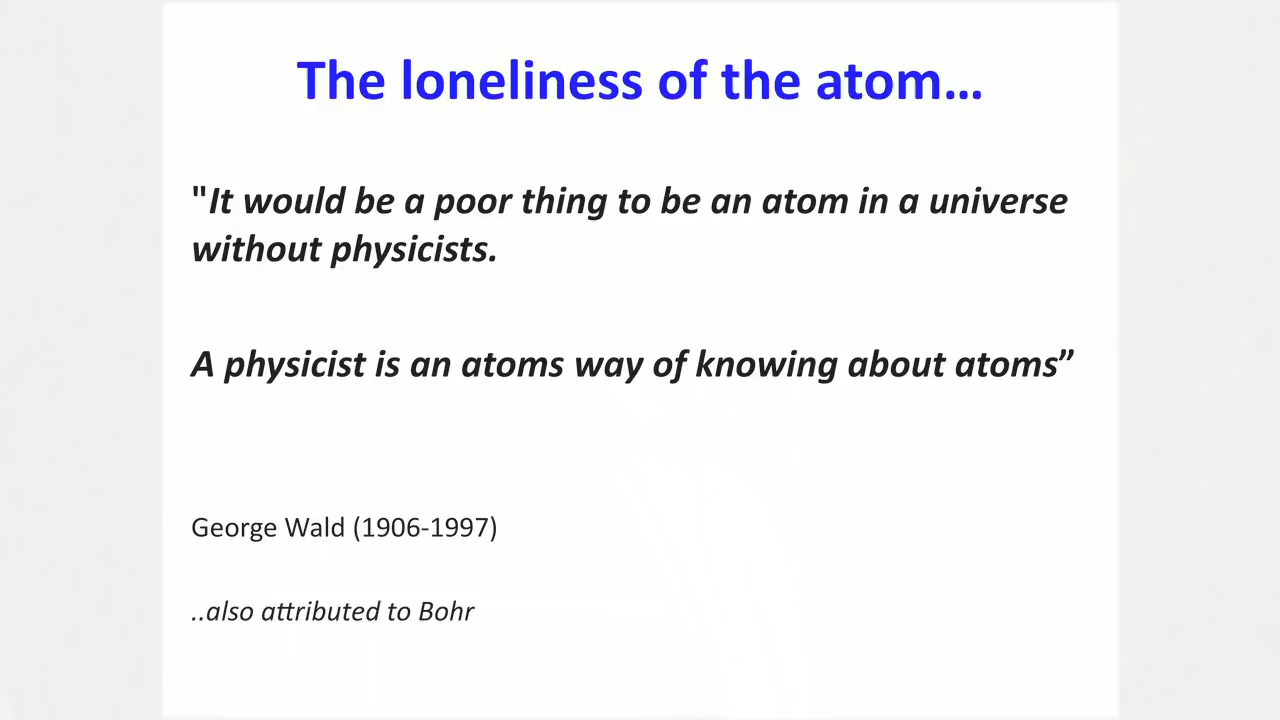 The loneliness of the atom…
"It would be a poor thing to be an atom in a universe
without physicists.
A physicist is an atoms way of knowing about atoms”
George Wald (1906-1997)
..also attributed to Bohr